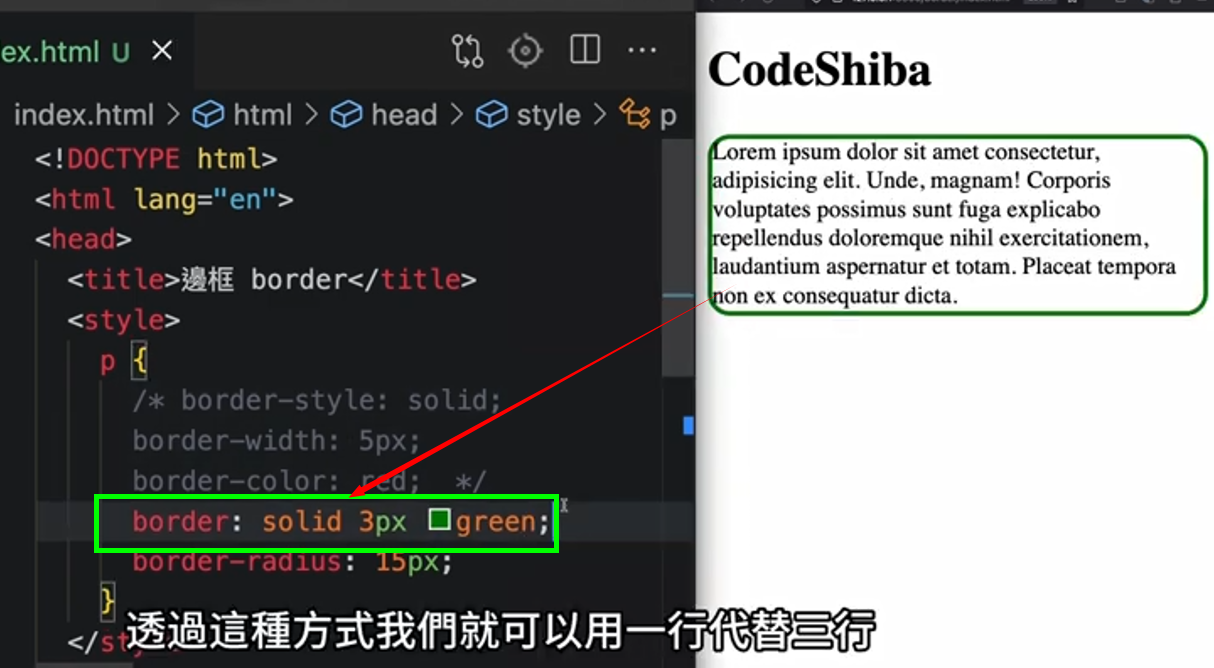 ex.html U
index.html > html > head > style > p
<!DOCTYPE html>
<html lang="en">
<head>
<title>邊框 border</title>
<style>
p {
/* border-style: solid;
border-width: 5px;
border-color: red; */
border: solid 3px green;
border-radius: 15px;
}
</st
透過這種方式我們就可以用一行代替三行
CodeShiba
Lorem ipsum dolor sit amet consectetur,
adipisicing elit. Unde, magnam! Corporis
voluptates possimus sunt fuga explicabo
repellendus doloremque nihil exercitationem,
laudantium aspernatur et totam. Placeat tempora
non ex consequatur dicta.